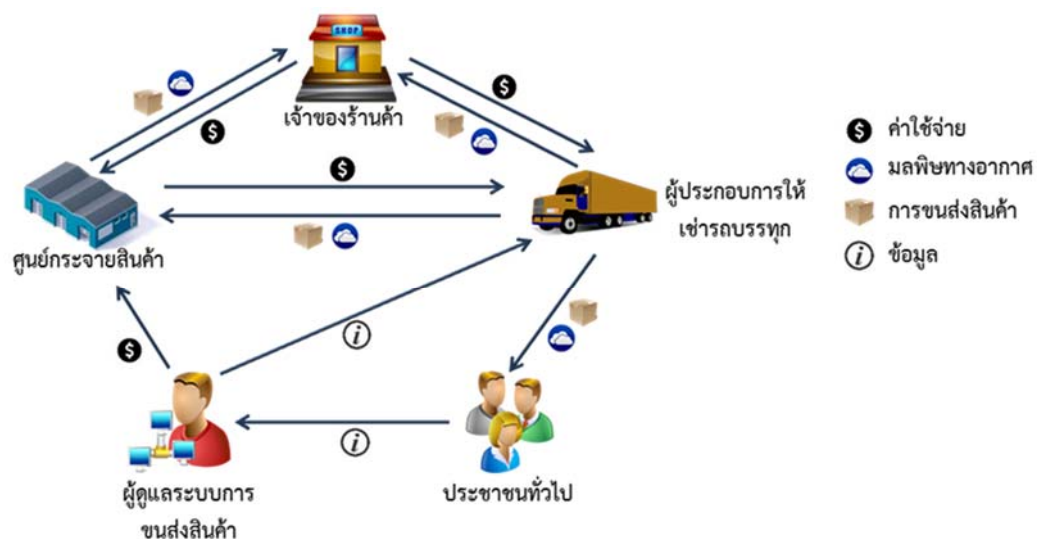 SHOP
เจ้าของร้านค้า
$
$
$
$
ค่าใช้จ่าย
มลพิษทางอากาศ
การขนส่งสินค้า
i
ข้อมูล
ผู้ประกอบการให้
เช่ารถบรรทุก
ศูนย์กระจายสินค้า
$
i
$
i
ผู้ดูแลระบบการ
ขนส่งสินค้า
ประชาชนทั่วไป